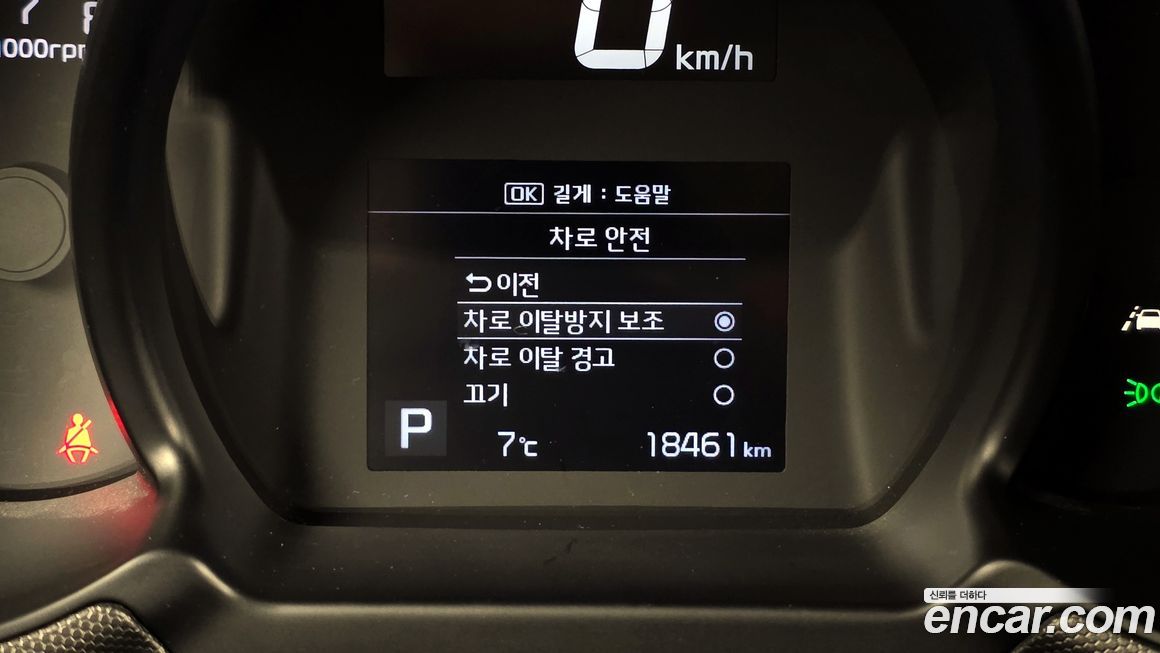 0 km/h
OK 길게 : 도움말
차로 안전
이전
차로 이탈방지 보조
차로 이탈 경고
끄기
P
7℃
18461 km
신뢰를 더하다
encar.com